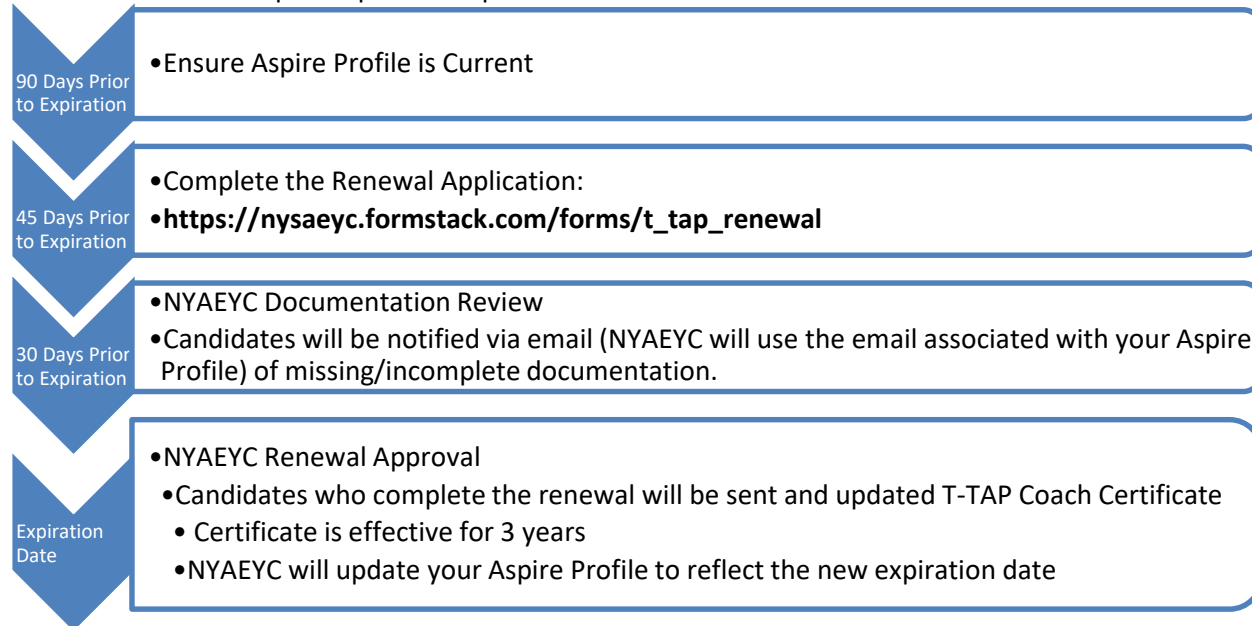 90 Days Prior
to Expiration
•Ensure Aspire Profile is Current
45 Days Prior
to Expiration
•Complete the Renewal Application:
•https://nysaeyc.formstack.com/forms/t_tap_renewal
30 Days Prior
to Expiration
•NYAEYC Documentation Review
•Candidates will be notified via email (NYAEYC will use the email associated with your Aspire
Profile) of missing/incomplete documentation.
Expiration
Date
•NYAEYC Renewal Approval
•Candidates who complete the renewal will be sent and updated T-TAP Coach Certificate
• Certificate is effective for 3 years
•NYAEYC will update your Aspire Profile to reflect the new expiration date